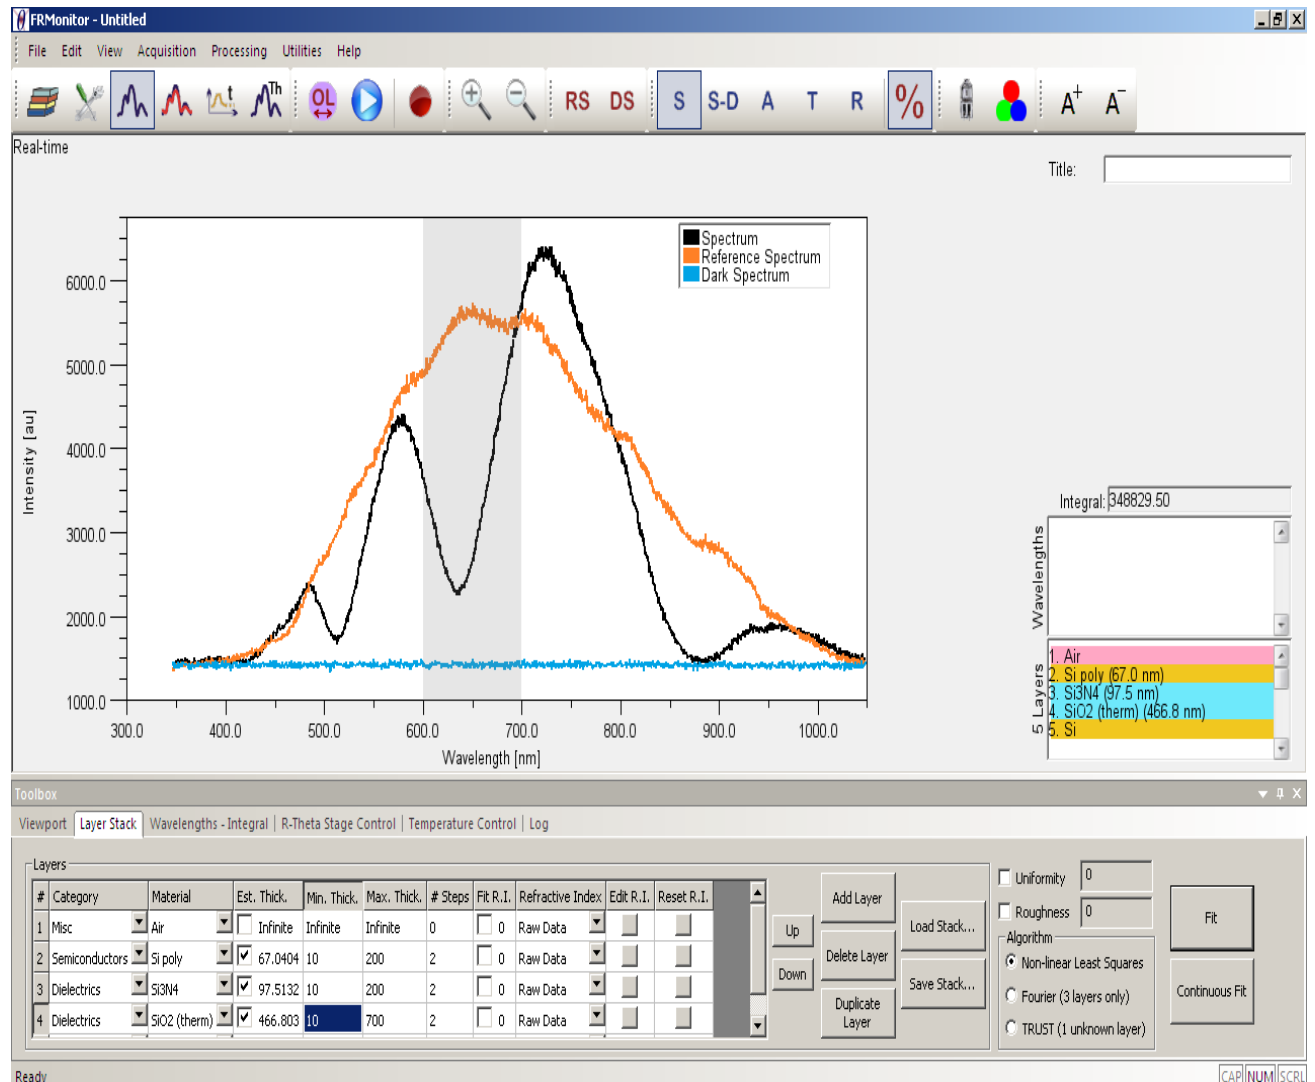 FRMonitor - Untitled
File Edit View Acquisition Processing Utilities Help
t Th OL RS DS S S-D A T R % A+ A-
Real-time
Title:
Spectrum
Reference Spectrum
Dark Spectrum
6000.0
5000.0
4000.0
3000.0
2000.0
1000.0
Intensity [au]
300.0 400.0 500.0 600.0 700.0 800.0 900.0 1000.0
Wavelength [nm]
Integral: 348829.50
Wavelengths
5 Layers
1. Air
2. Si poly (67.0 nm)
3. Si3N4 (97.5 nm)
4. SiO2 (therm) (466.8 nm)
5. Si
Toolbox
Viewport Layer Stack Wavelengths - Integral R-Theta Stage Control Temperature Control Log
Layers
# Category Material Est. Thick. Min. Thick. Max. Thick. # Steps Fit R.I. Refractive Index Edit R.I. Reset R.I.
1 Misc Air Infinite Infinite Infinite 0 0 Raw Data
2 Semiconductors Si poly 67.0404 10 200 2 0 Raw Data
3 Dielectrics Si3N4 97.5132 10 200 2 0 Raw Data
4 Dielectrics SiO2 (therm) 466.803 10 700 2 0 Raw Data
Up
Down
Add Layer
Delete Layer
Duplicate Layer
Load Stack...
Save Stack...
Uniformity 0
Roughness 0
Algorithm
Non-linear Least Squares
Fourier (3 layers only)
TRUST (1 unknown layer)
Fit
Continuous Fit
Ready
CAP NUM SCRL